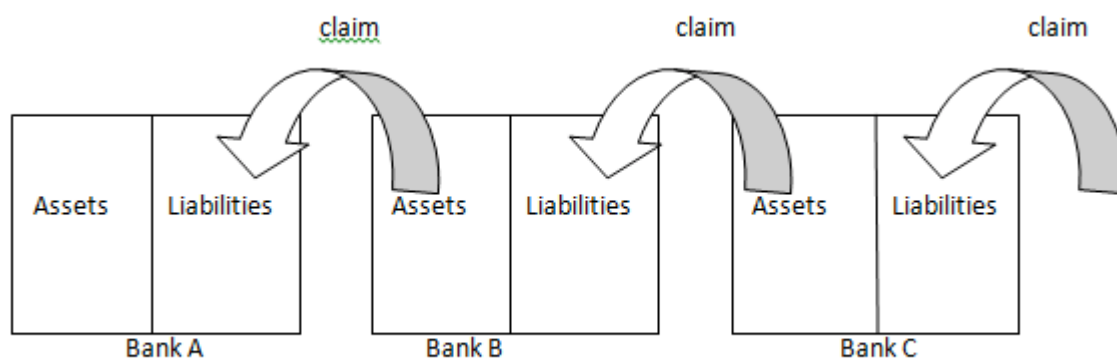 claim claim claim
Assets Liabilities Assets Liabilities Assets Liabilities
Bank A Bank B Bank C